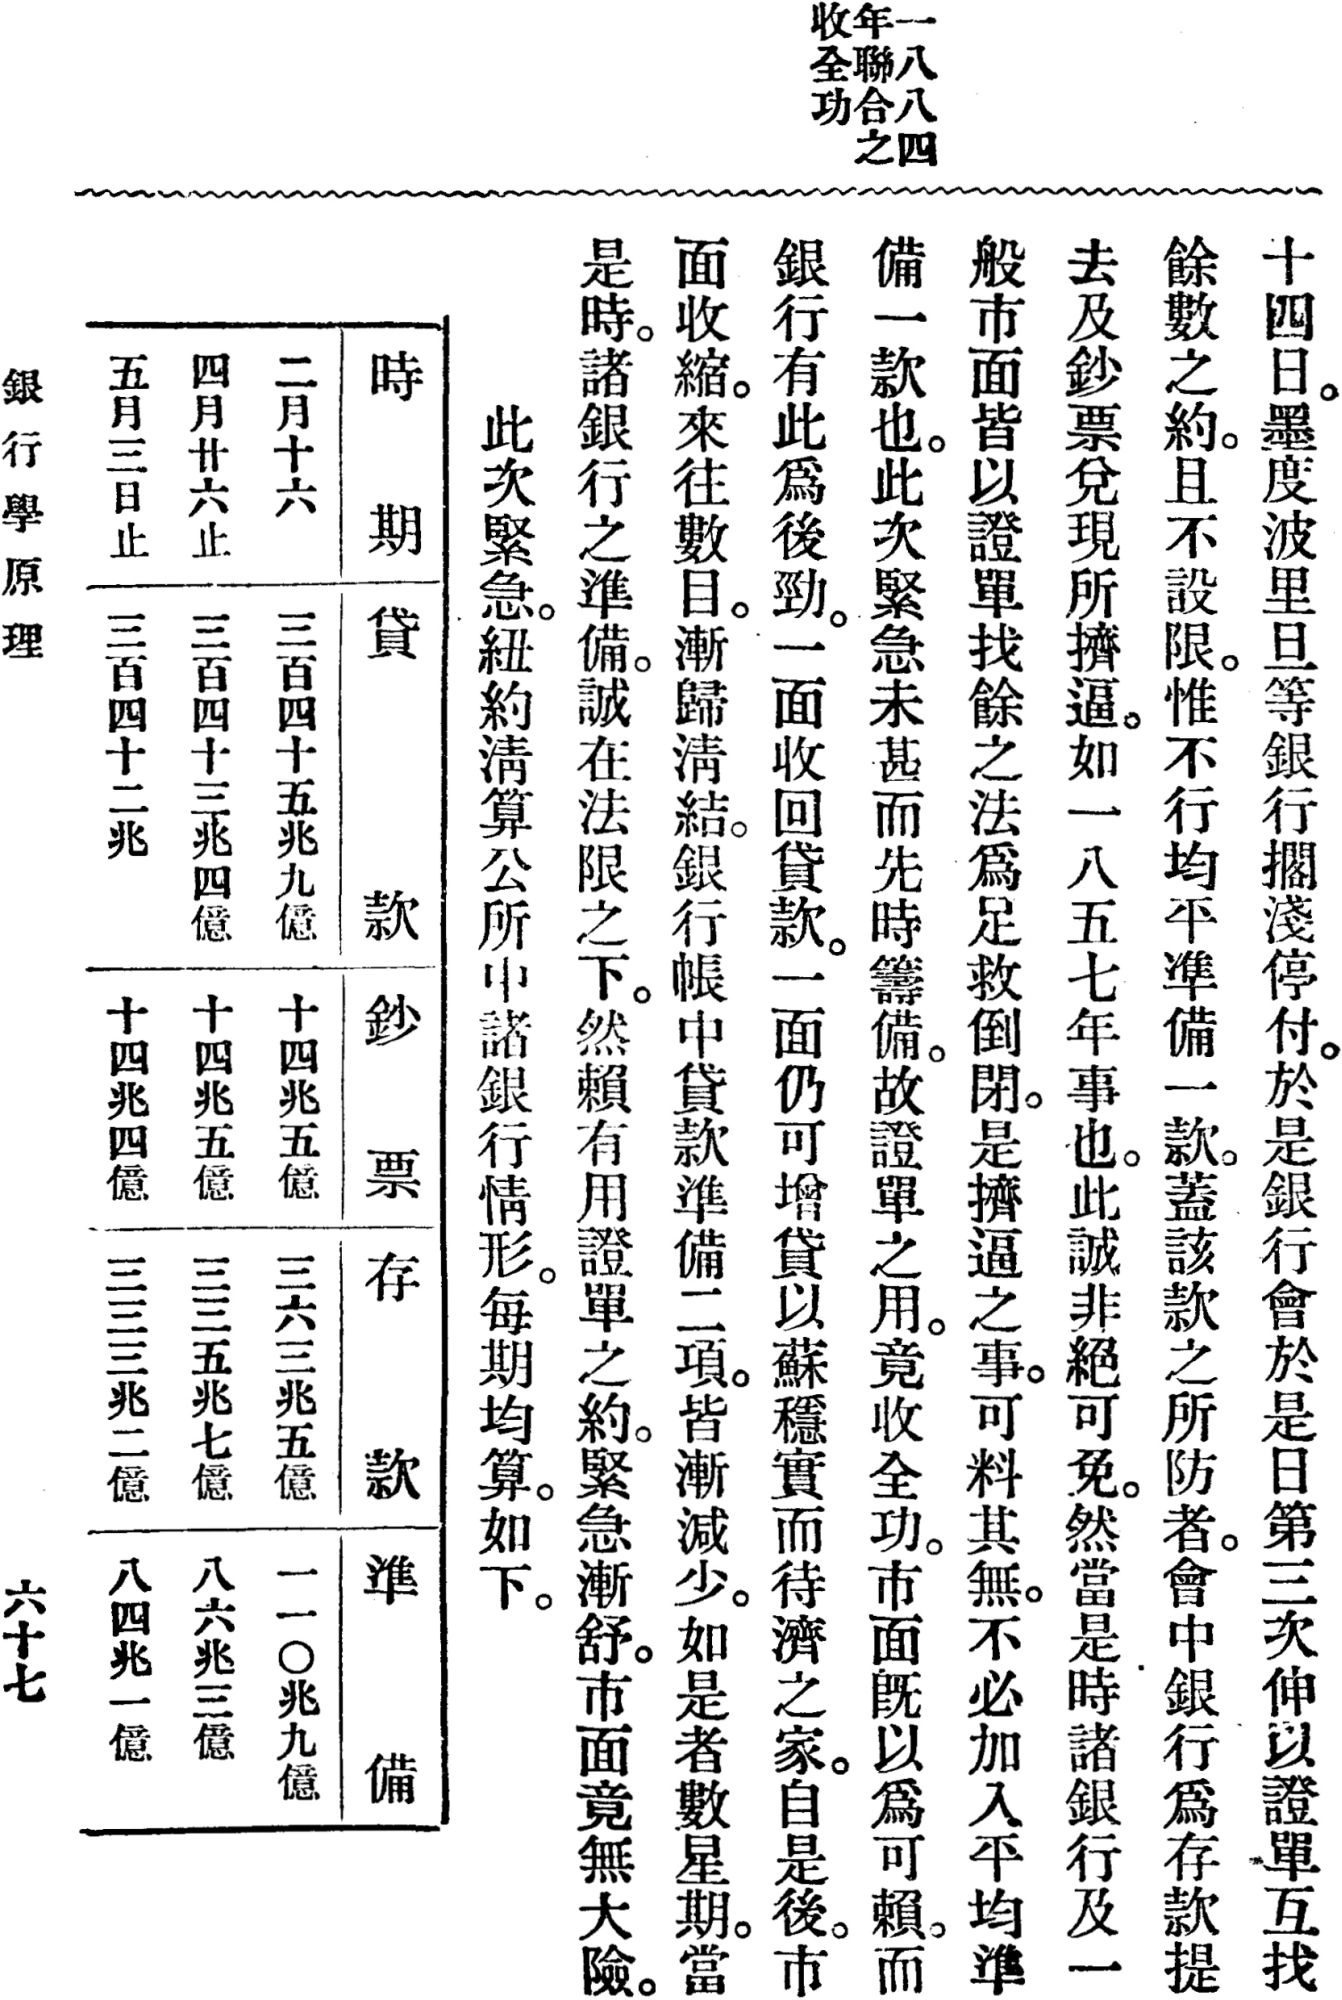 一八八四
年聯合之
收全功
十四日。墨度波里旦等銀行擱淺停付。於是銀行會於是日第三次伸以證單互找
餘數之約。且不設限。惟不行均平準備一款。蓋該款之所防者。會中銀行爲存款提
去及鈔票兌現所擠逼。如一八五七年事也。此誠非絕可免。然當是時諸銀行及一
般市面皆以證單找餘之法爲足救倒閉。是擠逼之事。可料其無。不必加入平均準
備一款也。此次緊急未甚而先時籌備。故證單之用。竟收全功。市面既以爲可賴。而
銀行有此爲後勁。一面收回貸款。一面仍可增貸以蘇穩實而待濟之家。自是後。市
面收縮。來往數目。漸歸淸結。銀行帳中貸款準備二項。皆漸減少。如是者數星期。當
是時。諸銀行之準備。誠在法限之下。然賴有用證單之約。緊急漸舒。市面竟無大險。
此次緊急。紐約淸算公所中諸銀行情形。每期均算。如下。
時期 貸款 鈔票 存款 準備
二月十六 三百四十五兆九億 十四兆五億 三六三兆五億 一一〇兆九億
四月廿六止 三百四十三兆四億 十四兆五億 三三五兆七億 八六兆三億
五月三日止 三百四十二兆 十四兆四億 三三三兆二億 八四兆一億
銀行學原理
六十七